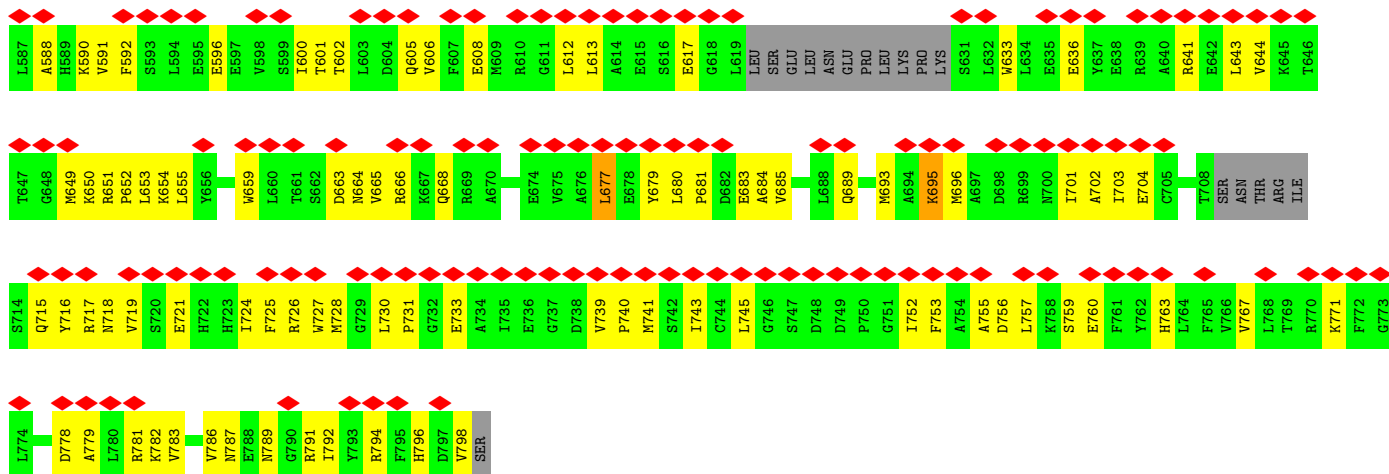 L587 A588 H589 K590 V591 F592 S593 L594 E595 E596 E597 V598 S599 I600 T601 T602 L603 D604 Q605 V606 F607 E608 M609 R610 G611 L612 L613 A614 E615 S616 E617 G618 L619 LEU SER GLU LEU ASN GLU PRO LEU LYS PRO LYS S631 L632 W633 L634 E635 E636 Y637 E638 R639 A640 R641 E642 L643 V644 K645 T646
T647 G648 M649 K650 R651 P652 L653 K654 L655 Y656 W659 L660 T661 S662 D663 N664 V665 R666 K667 Q668 R669 A670 E674 V675 A676 L677 E678 Y679 L680 P681 D682 E683 A684 V685 L688 Q689 M693 A694 K695 M696 A697 D698 R699 N700 I701 A702 I703 E704 C705 T708 SER ASN THR ARG ILE
S714 Q715 Y716 R717 N718 V719 S720 E721 H722 H723 I724 F725 R726 W727 M728 G729 L730 P731 G732 E733 A734 I735 E736 G737 D738 V739 P740 M741 S742 I743 C744 L745 G746 S747 D748 D749 P750 G751 I752 F753 A754 A755 D756 L757 K758 S759 E760 F761 Y762 H763 L764 F765 V766 V767 L768 T769 R770 K771 F772 G773
L774 D778 A779 L780 R781 K782 V783 V786 N787 E788 N789 G790 R791 I792 Y793 R794 F795 H796 D797 V798 SER